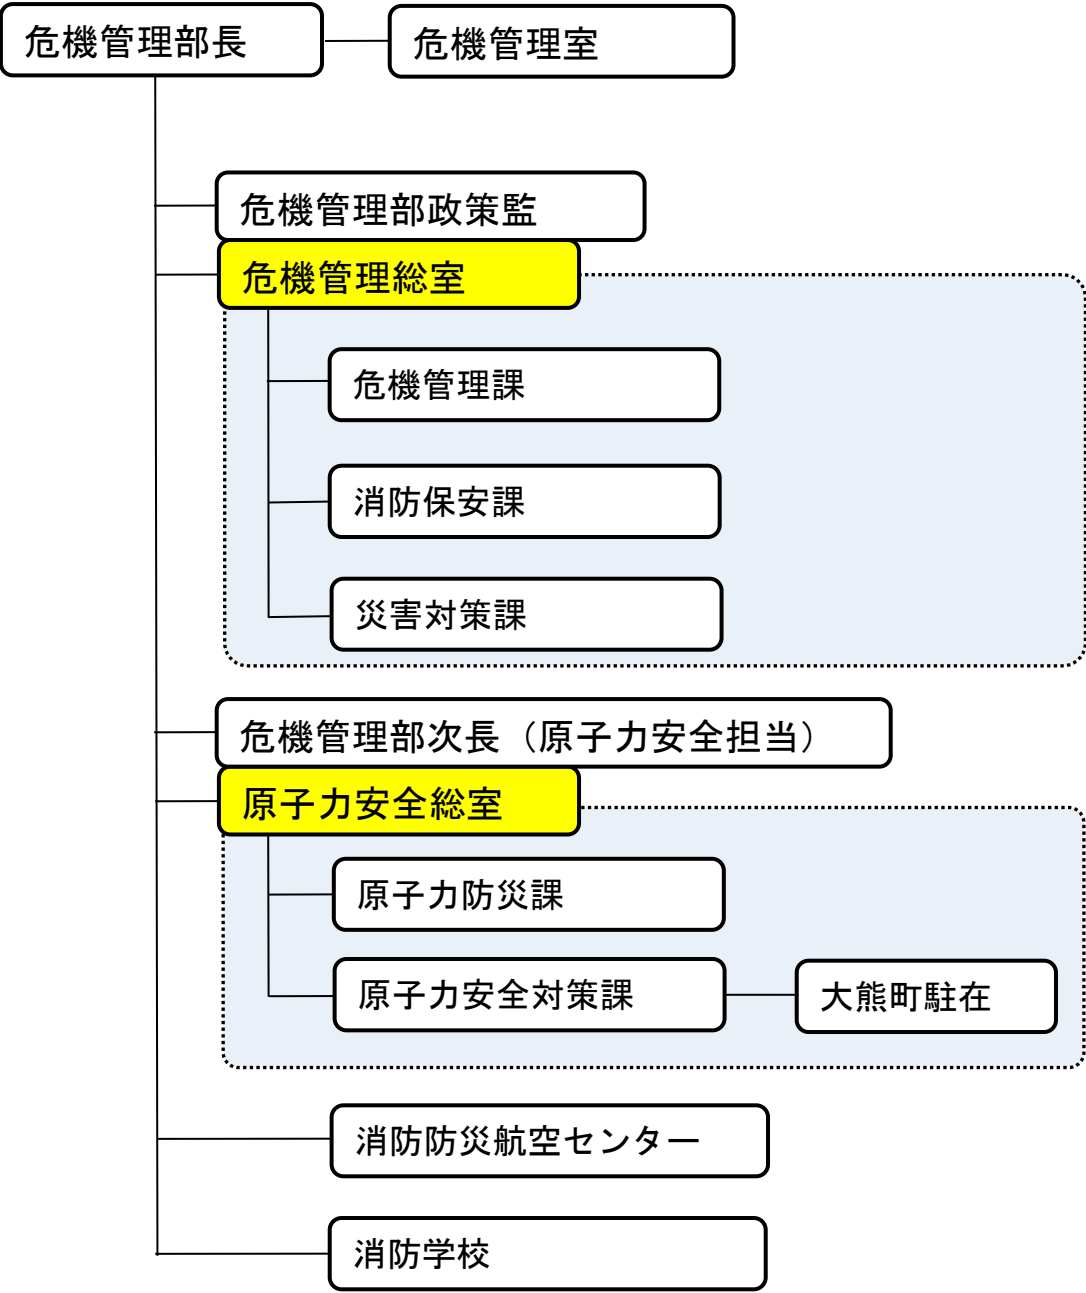 危機管理部長
危機管理室
危機管理部政策監
危機管理総室
危機管理課
消防保安課
災害対策課
危機管理部次長（原子力安全担当）
原子力安全総室
原子力防災課
原子力安全対策課
大熊町駐在
消防防災航空センター
消防学校